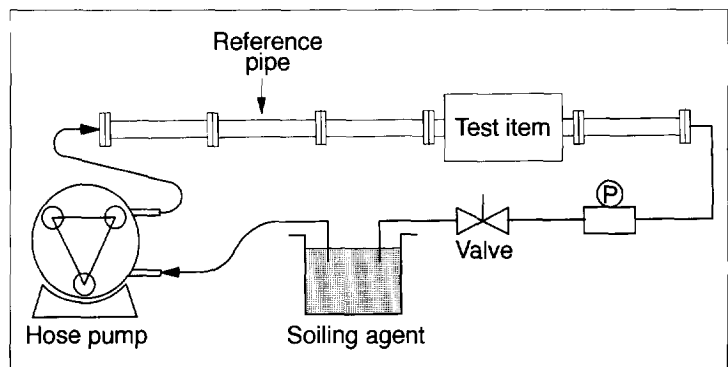 Reference
pipe
Test item
P
Valve
Hose pump
Soiling agent